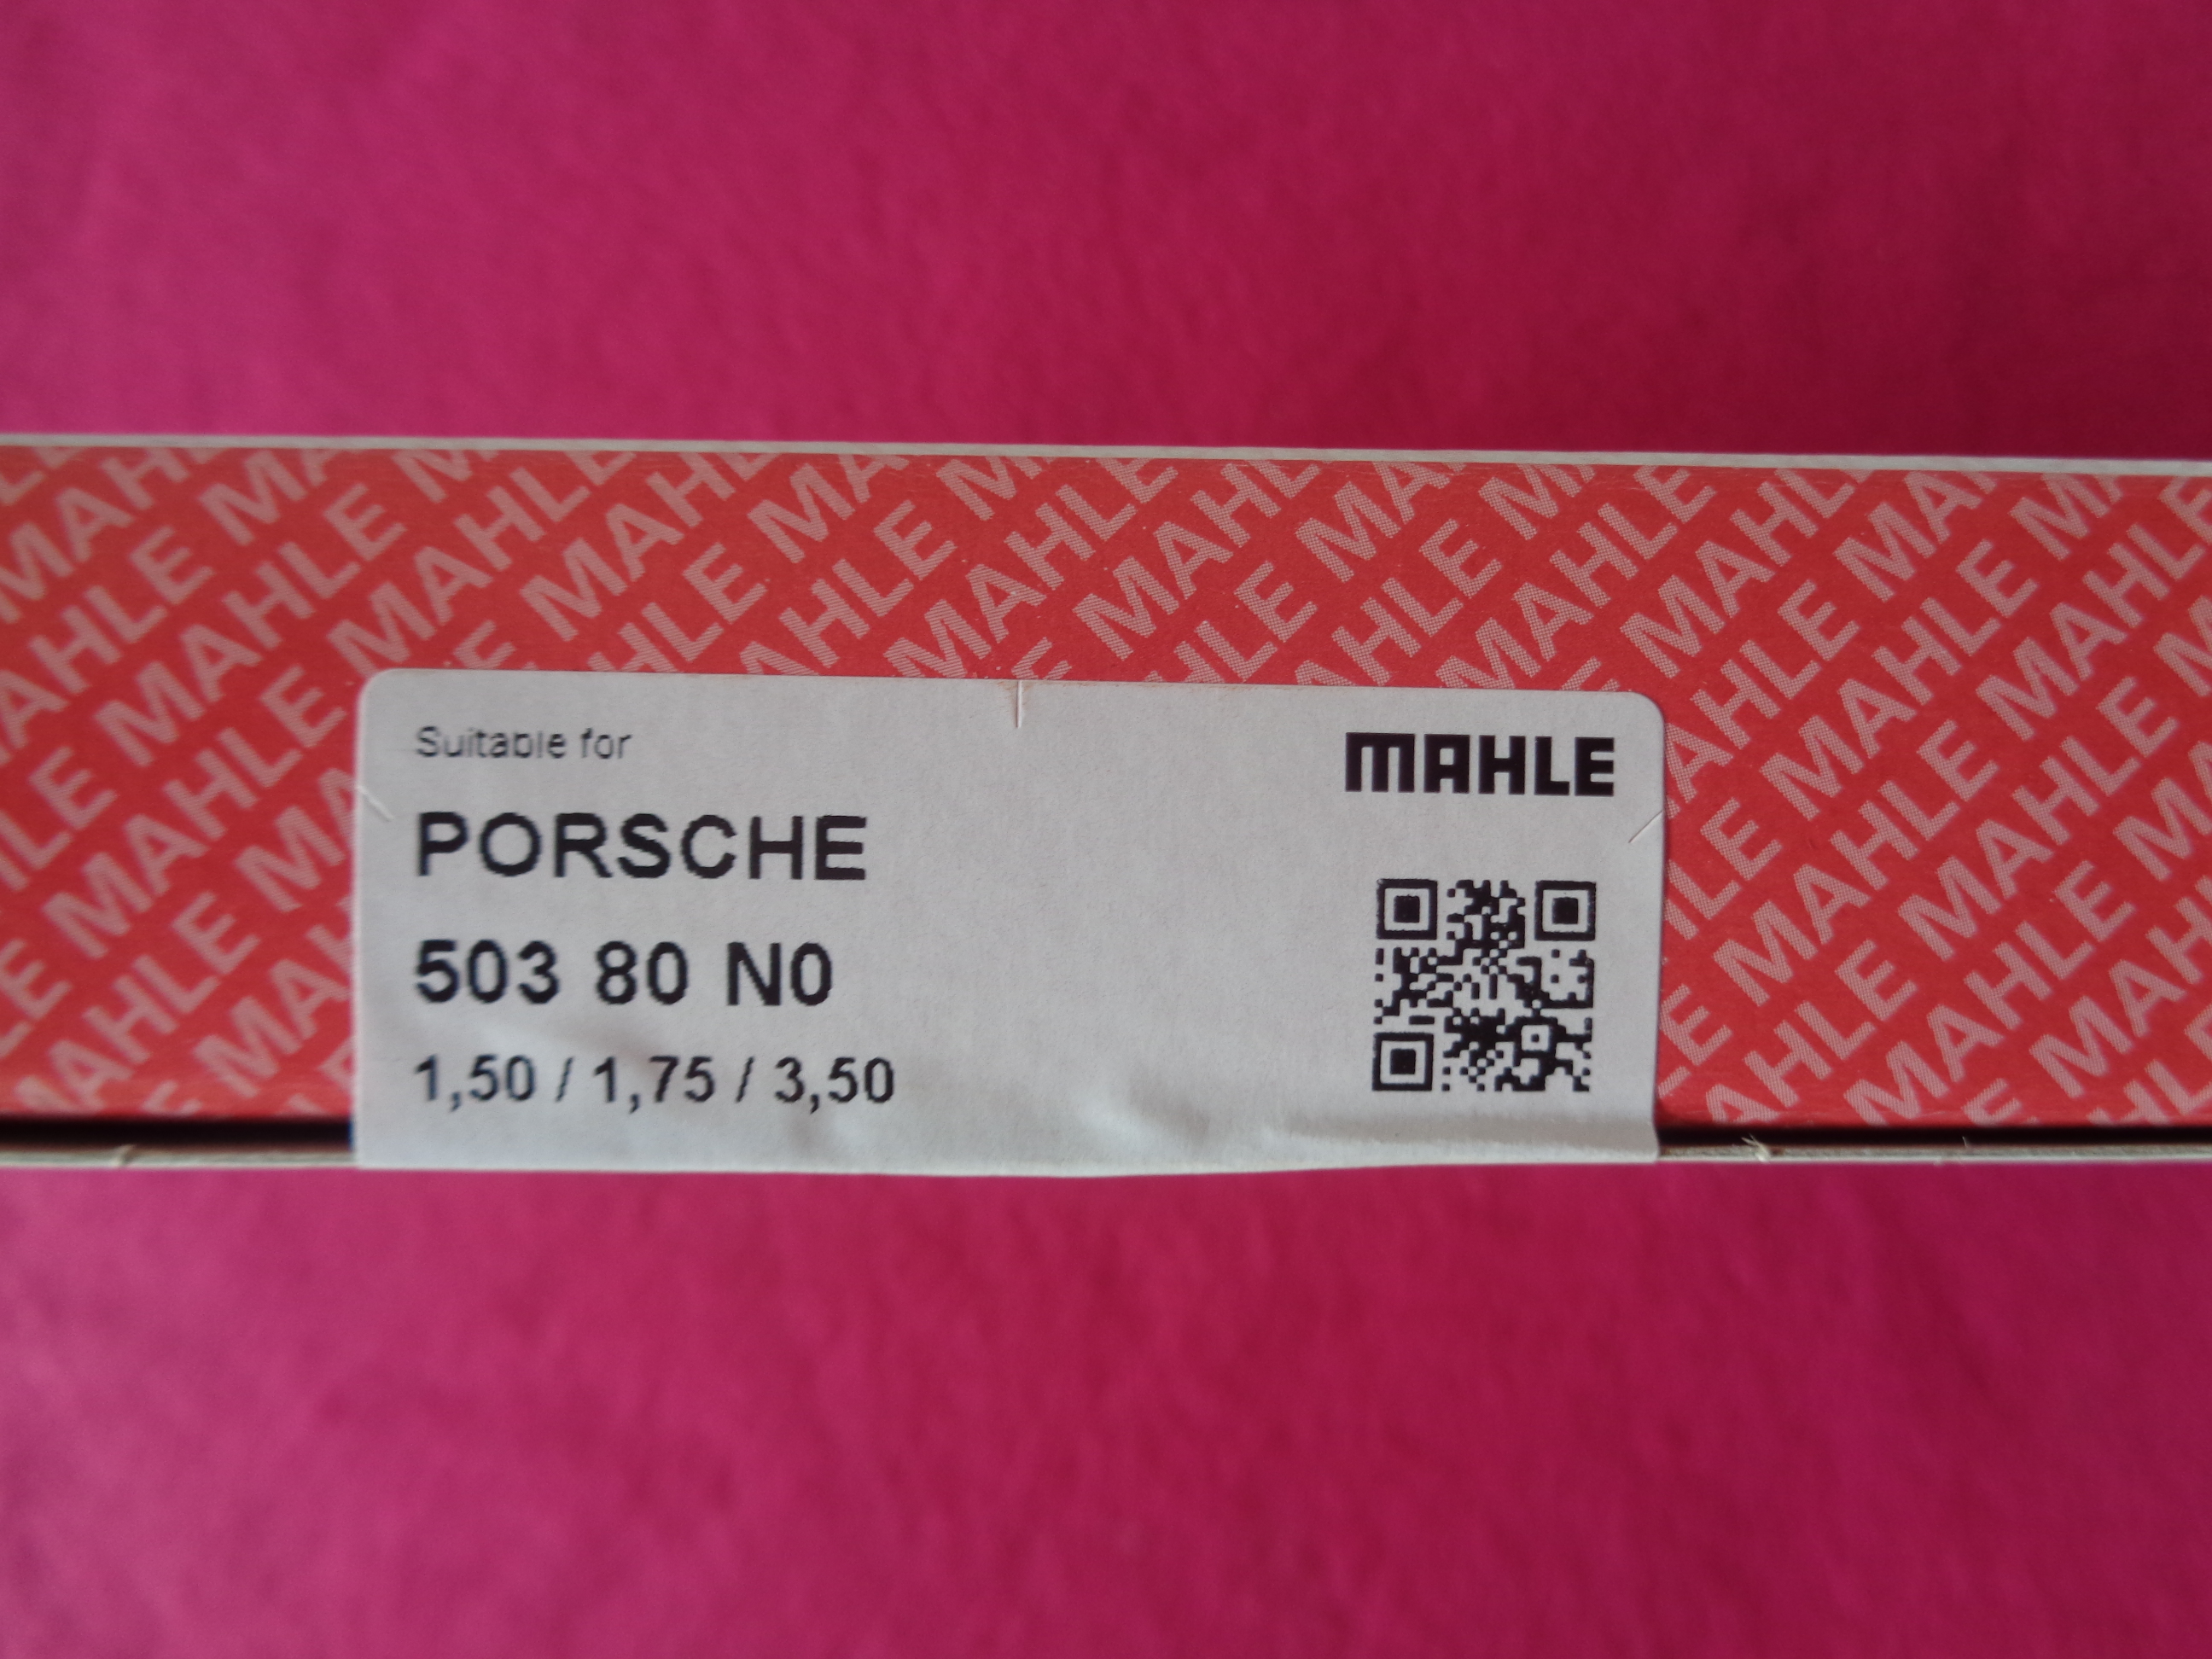 Suitable for
MAHLE
PORSCHE
503 80 N0
1,50 / 1,75 / 3,50